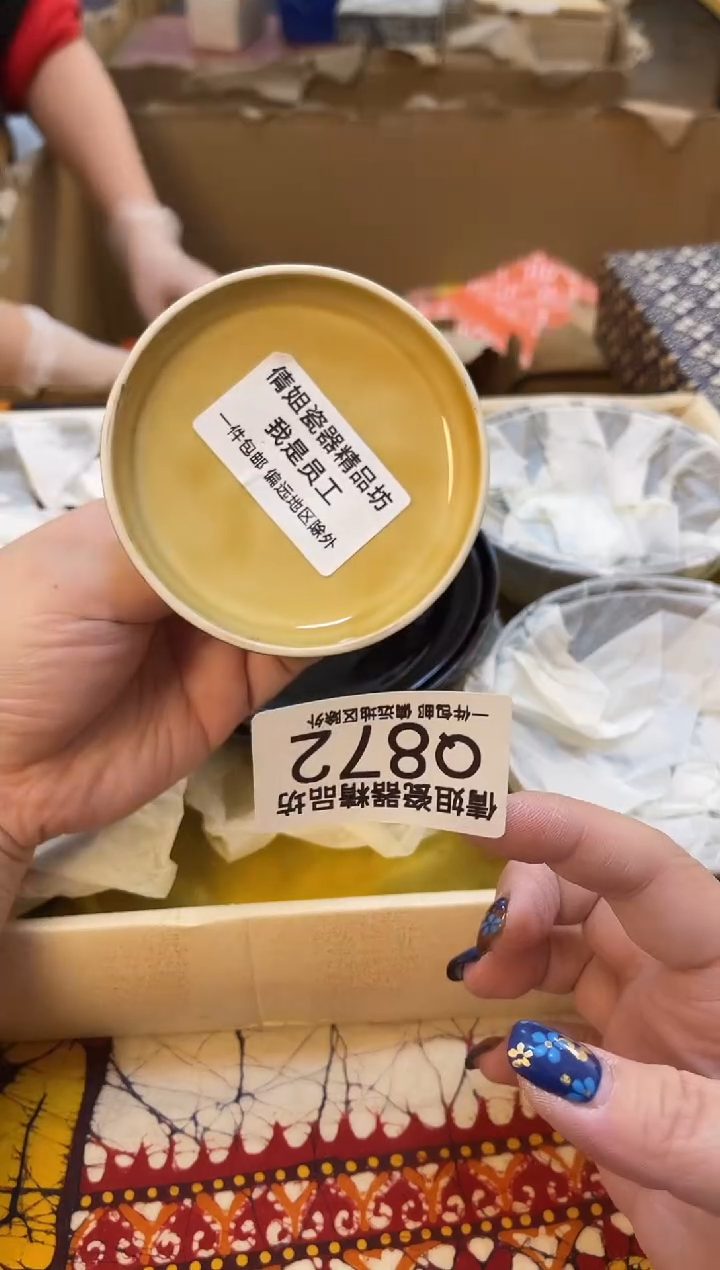 倩姐瓷器精品坊
我是员工
一件包邮 偏远地区除外
倩姐瓷器精品坊
Q872
一件包邮 偏远地区除外